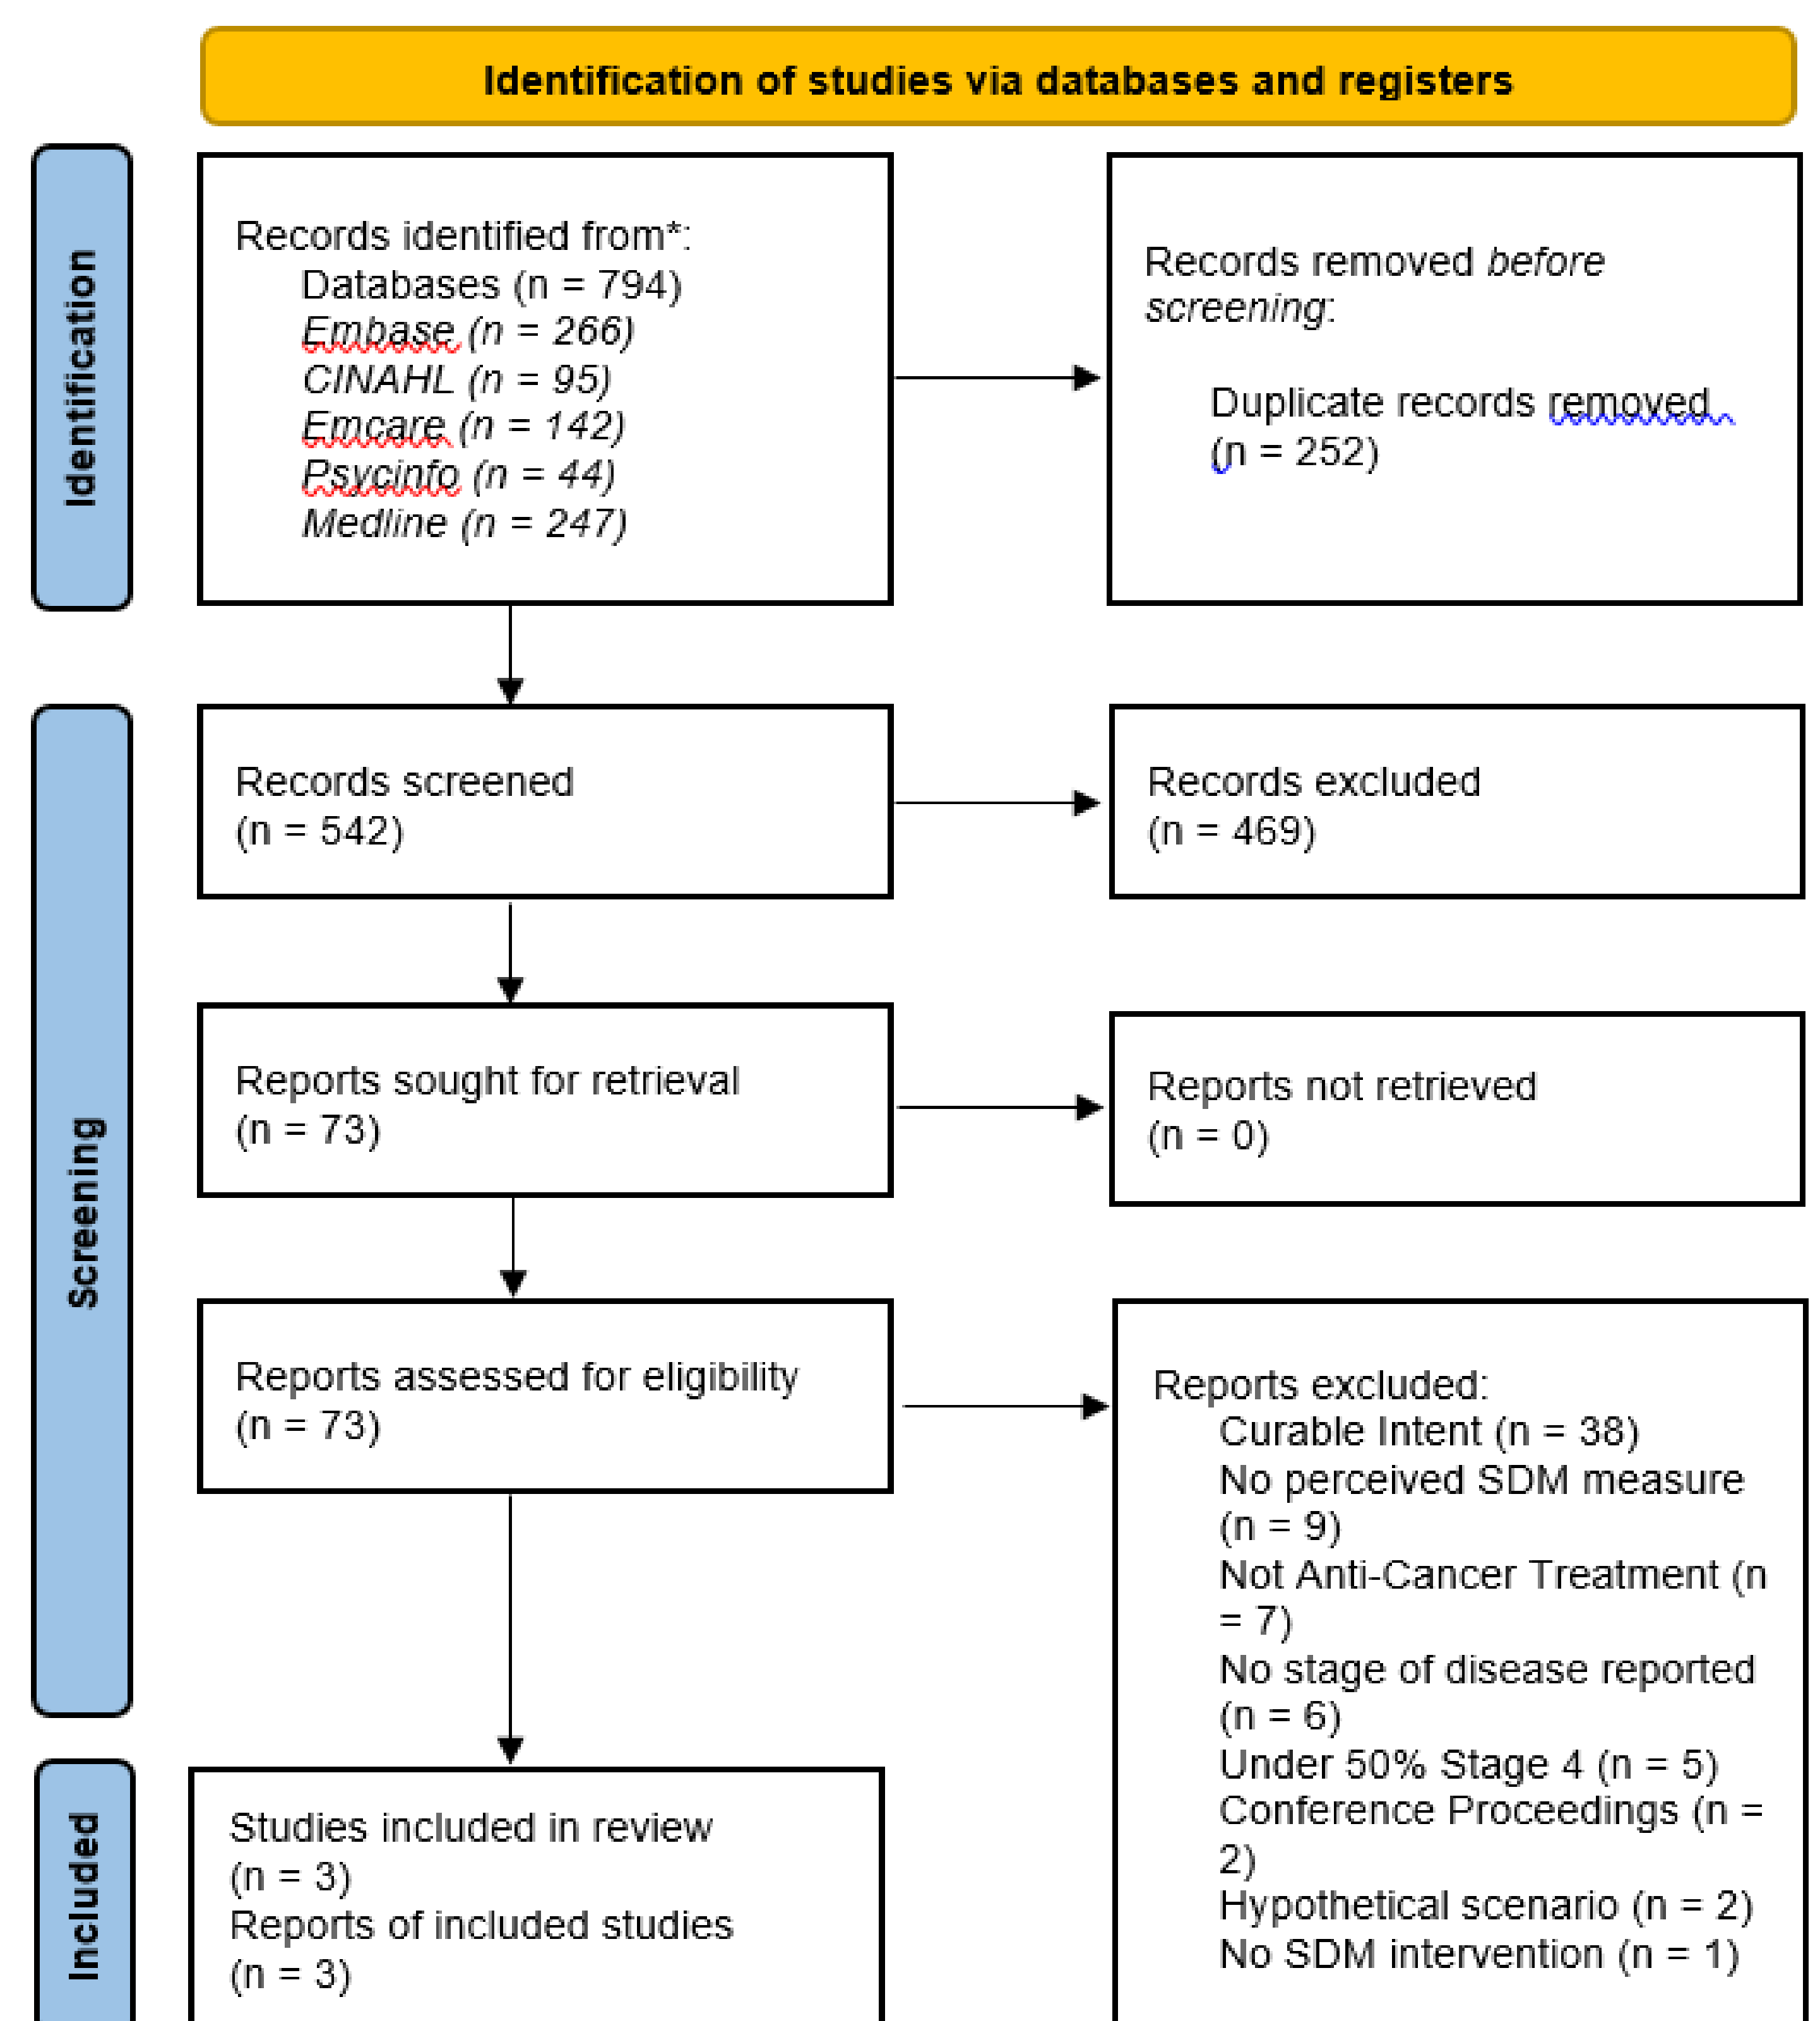 Identification of studies via databases and registers
Identification
Records identified from*:
Databases (n = 794)
Embase (n = 266)
CINAHL (n = 95)
Emcare (n = 142)
Psycinfo (n = 44)
Medline (n = 247)
Records removed before
screening:
Duplicate records removed
(n = 252)
Screening
Records screened
(n = 542)
Records excluded
(n = 469)
Reports sought for retrieval
(n = 73)
Reports not retrieved
(n = 0)
Reports assessed for eligibility
(n = 73)
Reports excluded:
Curable Intent (n = 38)
No perceived SDM measure
(n = 9)
Not Anti-Cancer Treatment (n
= 7)
No stage of disease reported
(n = 6)
Under 50% Stage 4 (n = 5)
Conference Proceedings (n =
2)
Hypothetical scenario (n = 2)
No SDM intervention (n = 1)
Included
Studies included in review
(n = 3)
Reports of included studies
(n = 3)